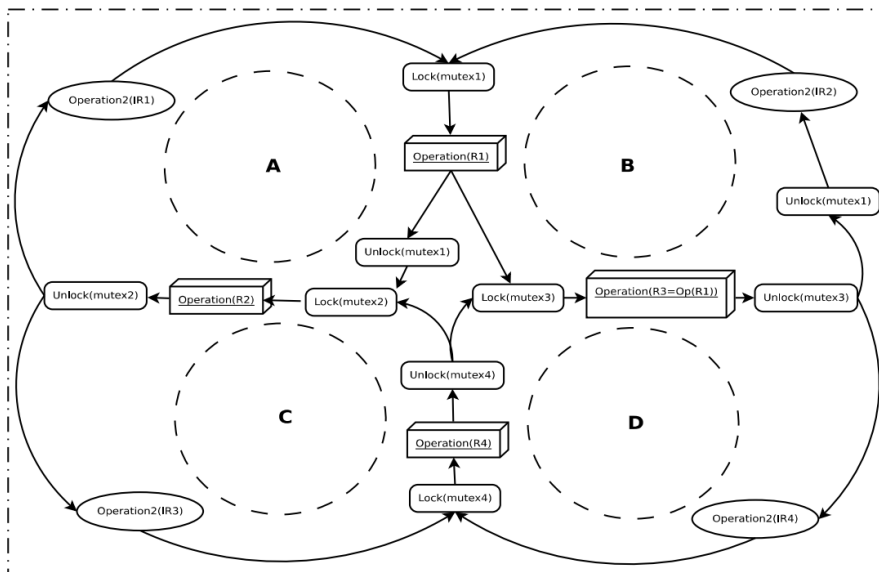 Lock(mutex1)
Operation2(IR1)
Operation2(IR2)
Operation(R1)
A
B
Unlock(mutex1)
Unlock(mutex1)
Unlock(mutex2)
Operation(R2)
Lock(mutex2)
Lock(mutex3)
Operation(R3=Op(R1))
Unlock(mutex3)
Unlock(mutex4)
C
D
Operation(R4)
Lock(mutex4)
Operation2(IR3)
Operation2(IR4)